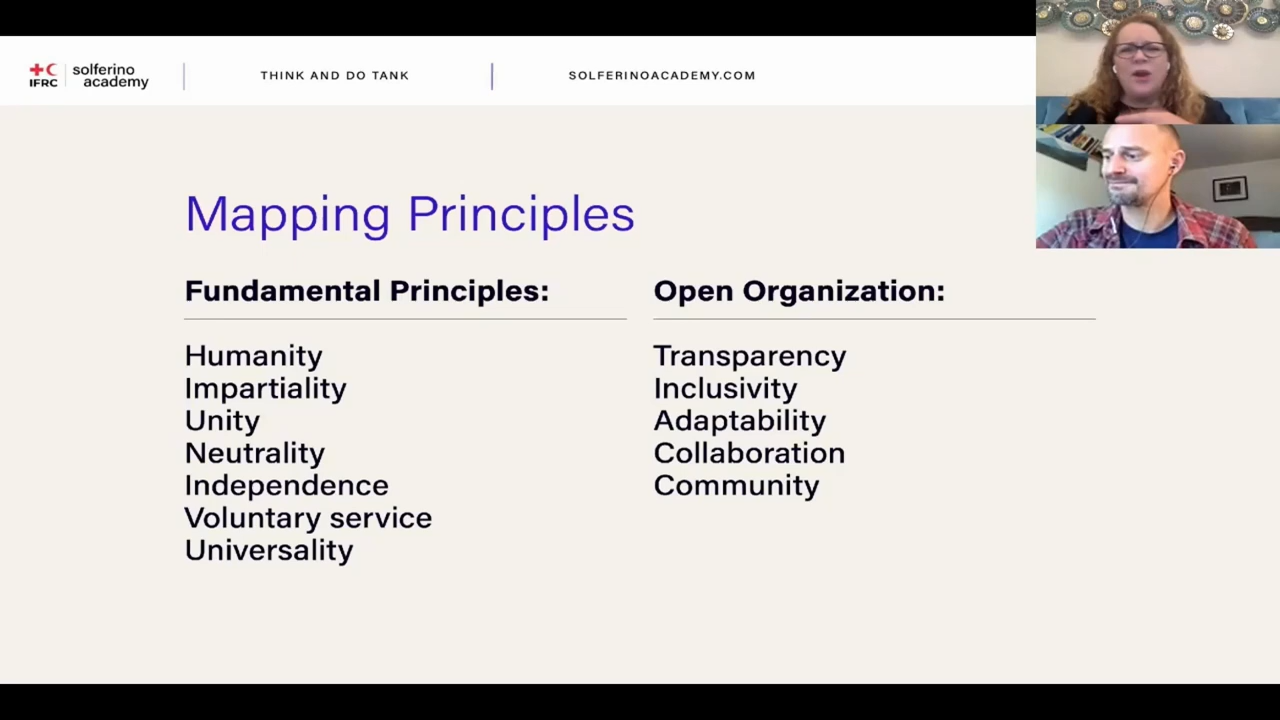 IFRC
solferino
academy
THINK AND DO TANK
SOLFERINOACADEMY.COM
Mapping Principles
Fundamental Principles:
Humanity
Impartiality
Unity
Neutrality
Independence
Voluntary service
Universality
Open Organization:
Transparency
Inclusivity
Adaptability
Collaboration
Community